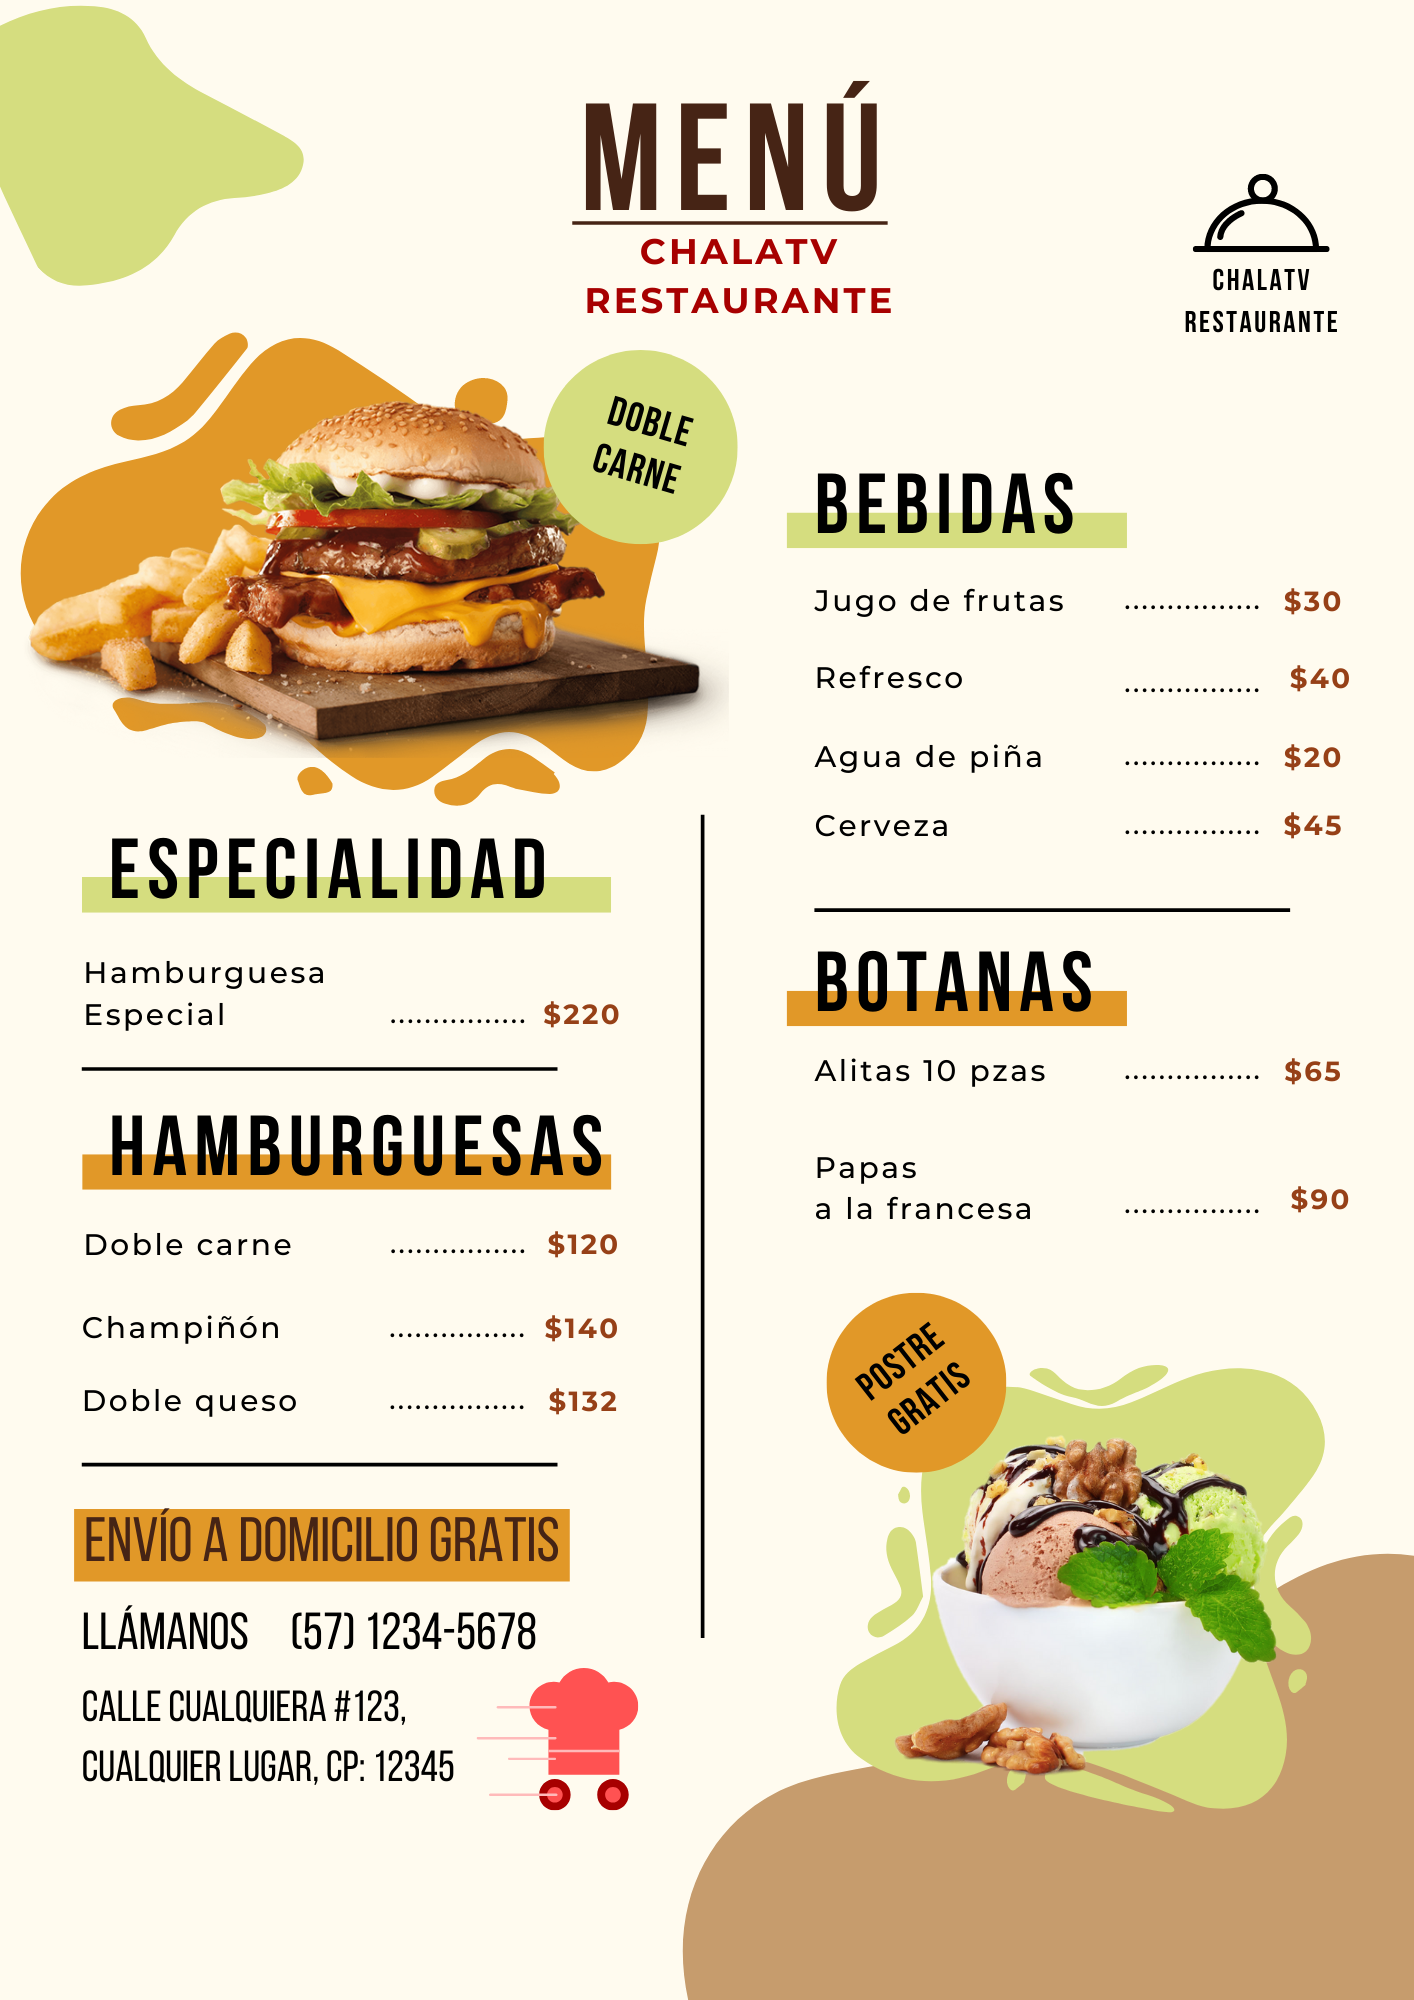 MENÚ
CHALATV
RESTAURANTE
CHALATV
RESTAURANTE
DOBLE
CARNE
ESPECIALIDAD
Hamburguesa
Especial ................ $220
HAMBURGUESAS
Doble carne ................ $120
Champiñón ................ $140
Doble queso ................ $132
ENVÍO A DOMICILIO GRATIS
LLÁMANOS (57) 1234-5678
CALLE CUALQUIERA #123,
CUALQUIER LUGAR, CP: 12345
BEBIDAS
Jugo de frutas ................ $30
Refresco ................ $40
Agua de piña ................ $20
Cerveza ................ $45
BOTANAS
Alitas 10 pzas ................ $65
Papas
a la francesa ................ $90
POSTRE
GRATIS